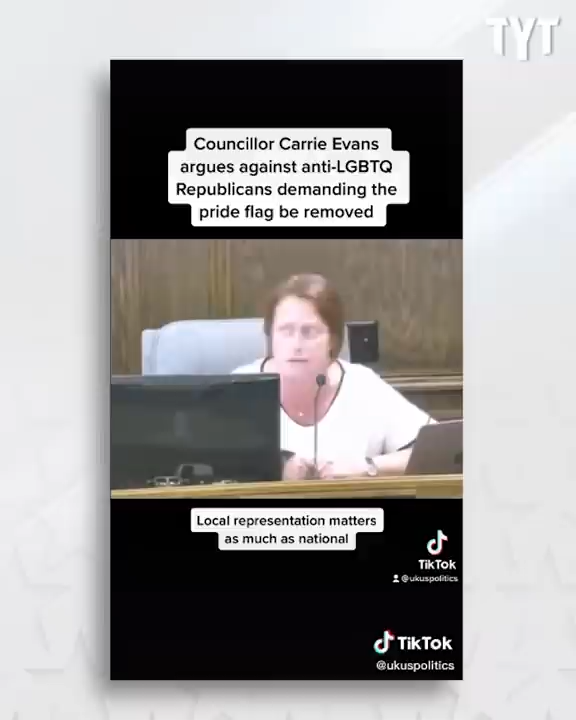 TYT
Councillor Carrie Evans
argues against anti-LGBTQ
Republicans demanding the
pride flag be removed
Local representation matters
as much as national
TikTok
@ukuspolitics
TikTok
@ukuspolitics